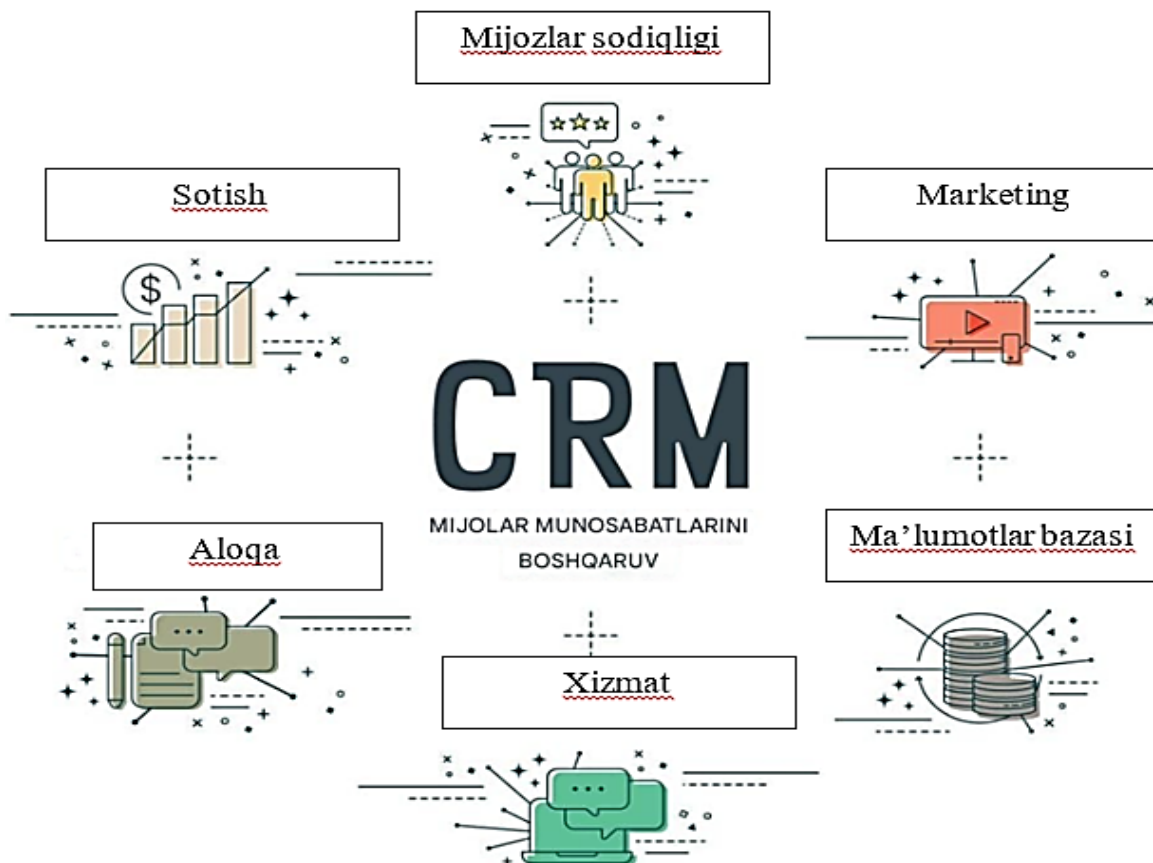 Mijozlar sodiqligi
Sotish
Marketing
$
CRM
MIJOLAR MUNOSABATLARINI
BOSHQARUV
Aloqa
Ma’lumotlar bazasi
Xizmat